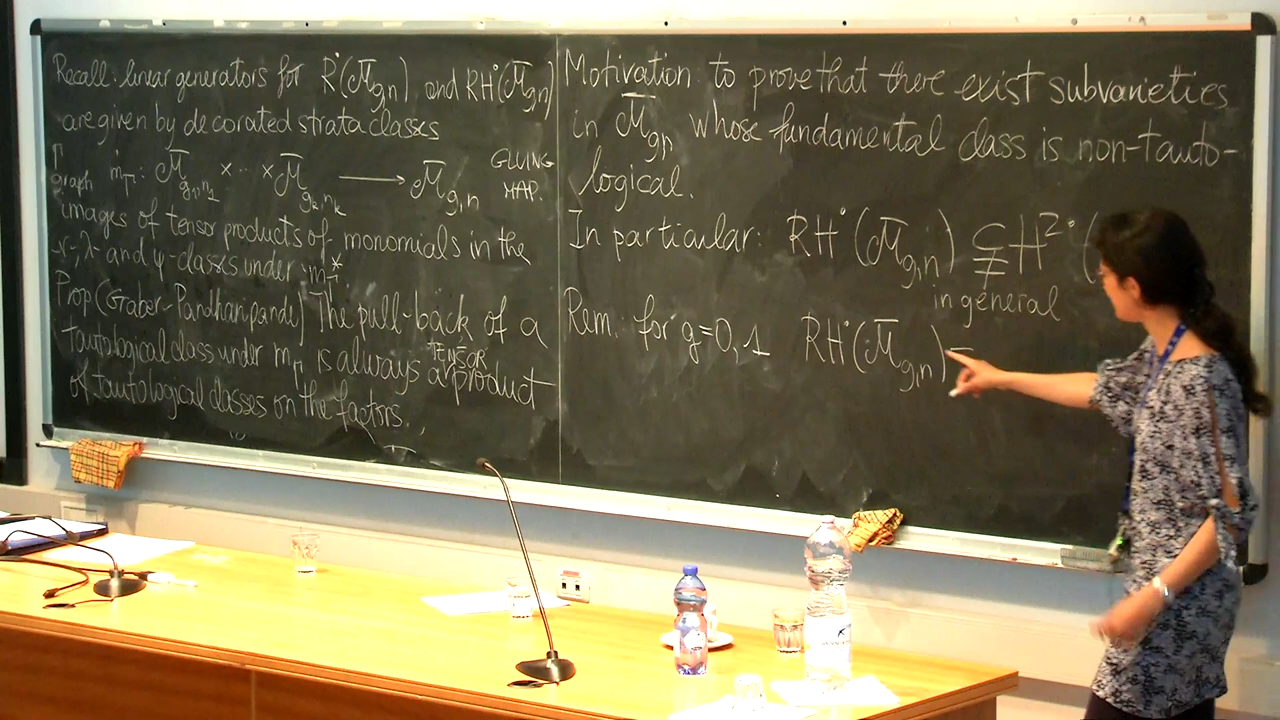 Recall: linear generators for R˙(M̄g,n) and RH˙(M̄g,n)
are given by decorated strata classes
Γ graph mΓ: M̄g1,n1 × ··· × M̄gk,nk ⟶ M̄g,n GLUING MAP.
images of tensor products of monomials in the
κ-, λ- and ψ-classes under mΓ*
Prop (Graber-Pandharipande) The pull-back of a
tautological class under mΓ is always a TENSOR product
of tautological classes on the factors.
Motivation: to prove that there exist subvarieties
in M̄g,n whose fundamental class is non-tauto-
logical.
In particular: RH˙(M̄g,n) ⊊ H²˙(
in general
Rem: for g=0,1 RH˙(M̄g,n) =